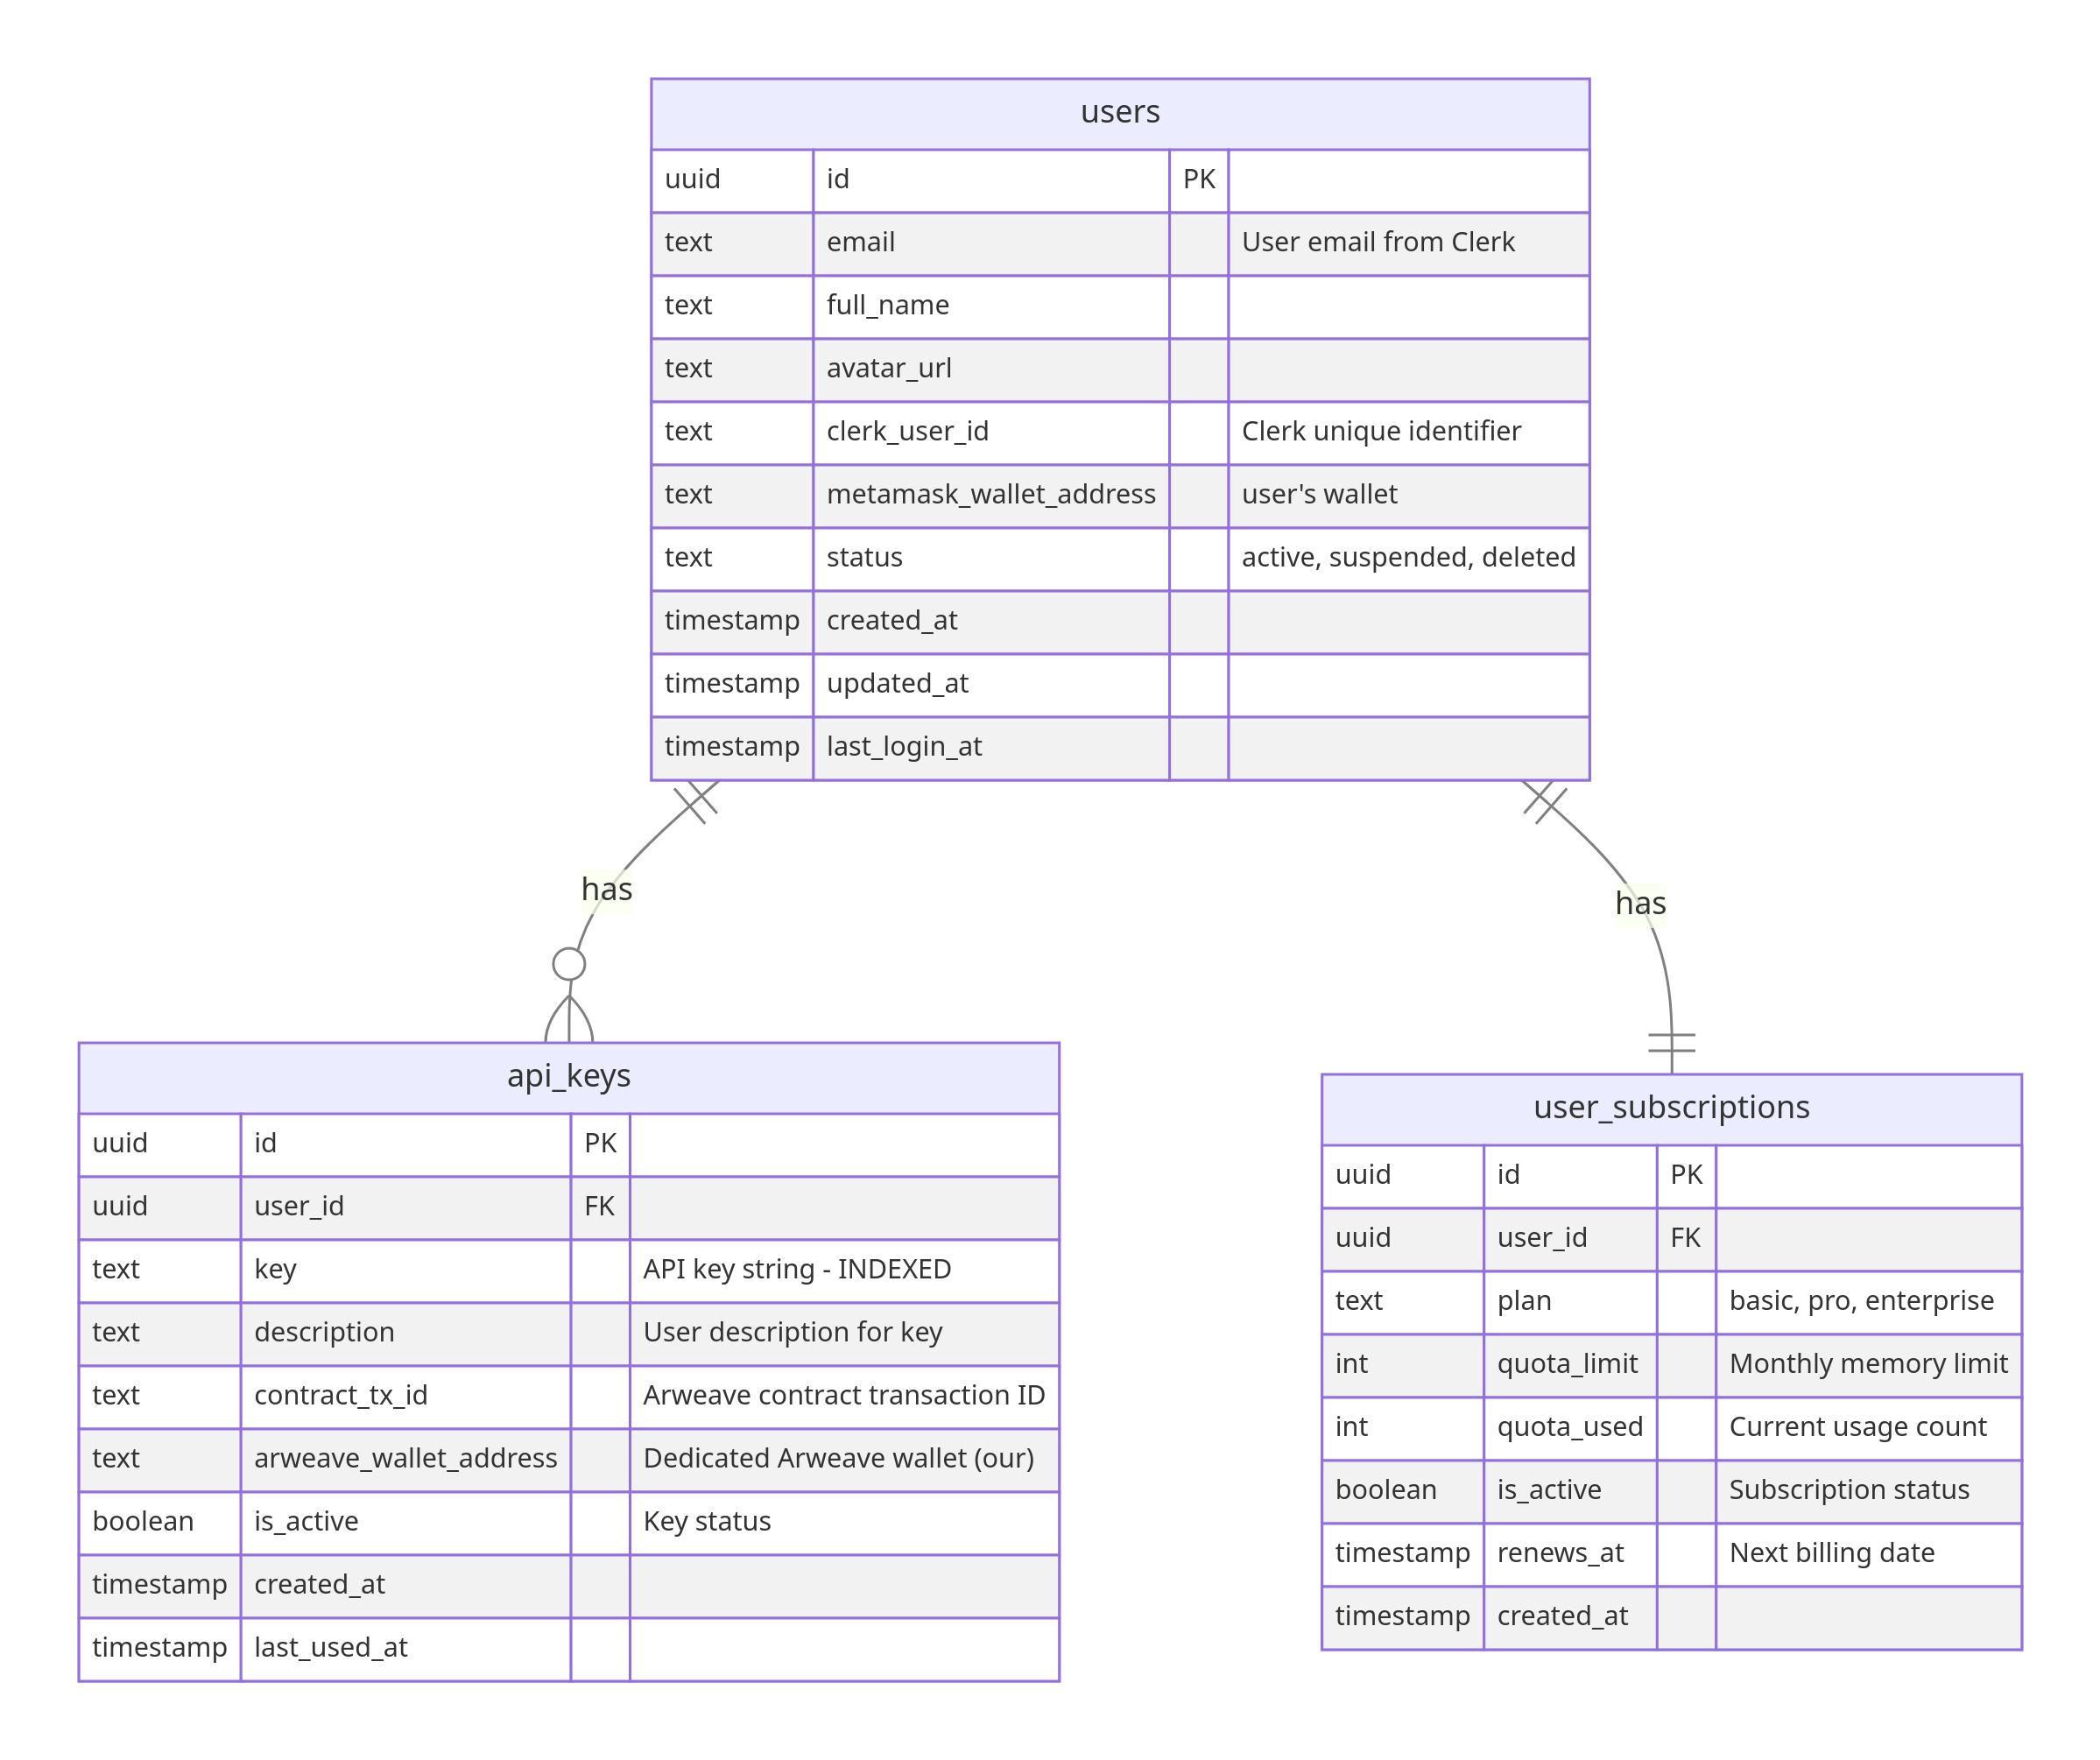 users
uuid id PK
text email User email from Clerk
text full_name
text avatar_url
text clerk_user_id Clerk unique identifier
text metamask_wallet_address user's wallet
text status active, suspended, deleted
timestamp created_at
timestamp updated_at
timestamp last_login_at
has
has
api_keys
uuid id PK
uuid user_id FK
text key API key string - INDEXED
text description User description for key
text contract_tx_id Arweave contract transaction ID
text arweave_wallet_address Dedicated Arweave wallet (our)
boolean is_active Key status
timestamp created_at
timestamp last_used_at
user_subscriptions
uuid id PK
uuid user_id FK
text plan basic, pro, enterprise
int quota_limit Monthly memory limit
int quota_used Current usage count
boolean is_active Subscription status
timestamp renews_at Next billing date
timestamp created_at